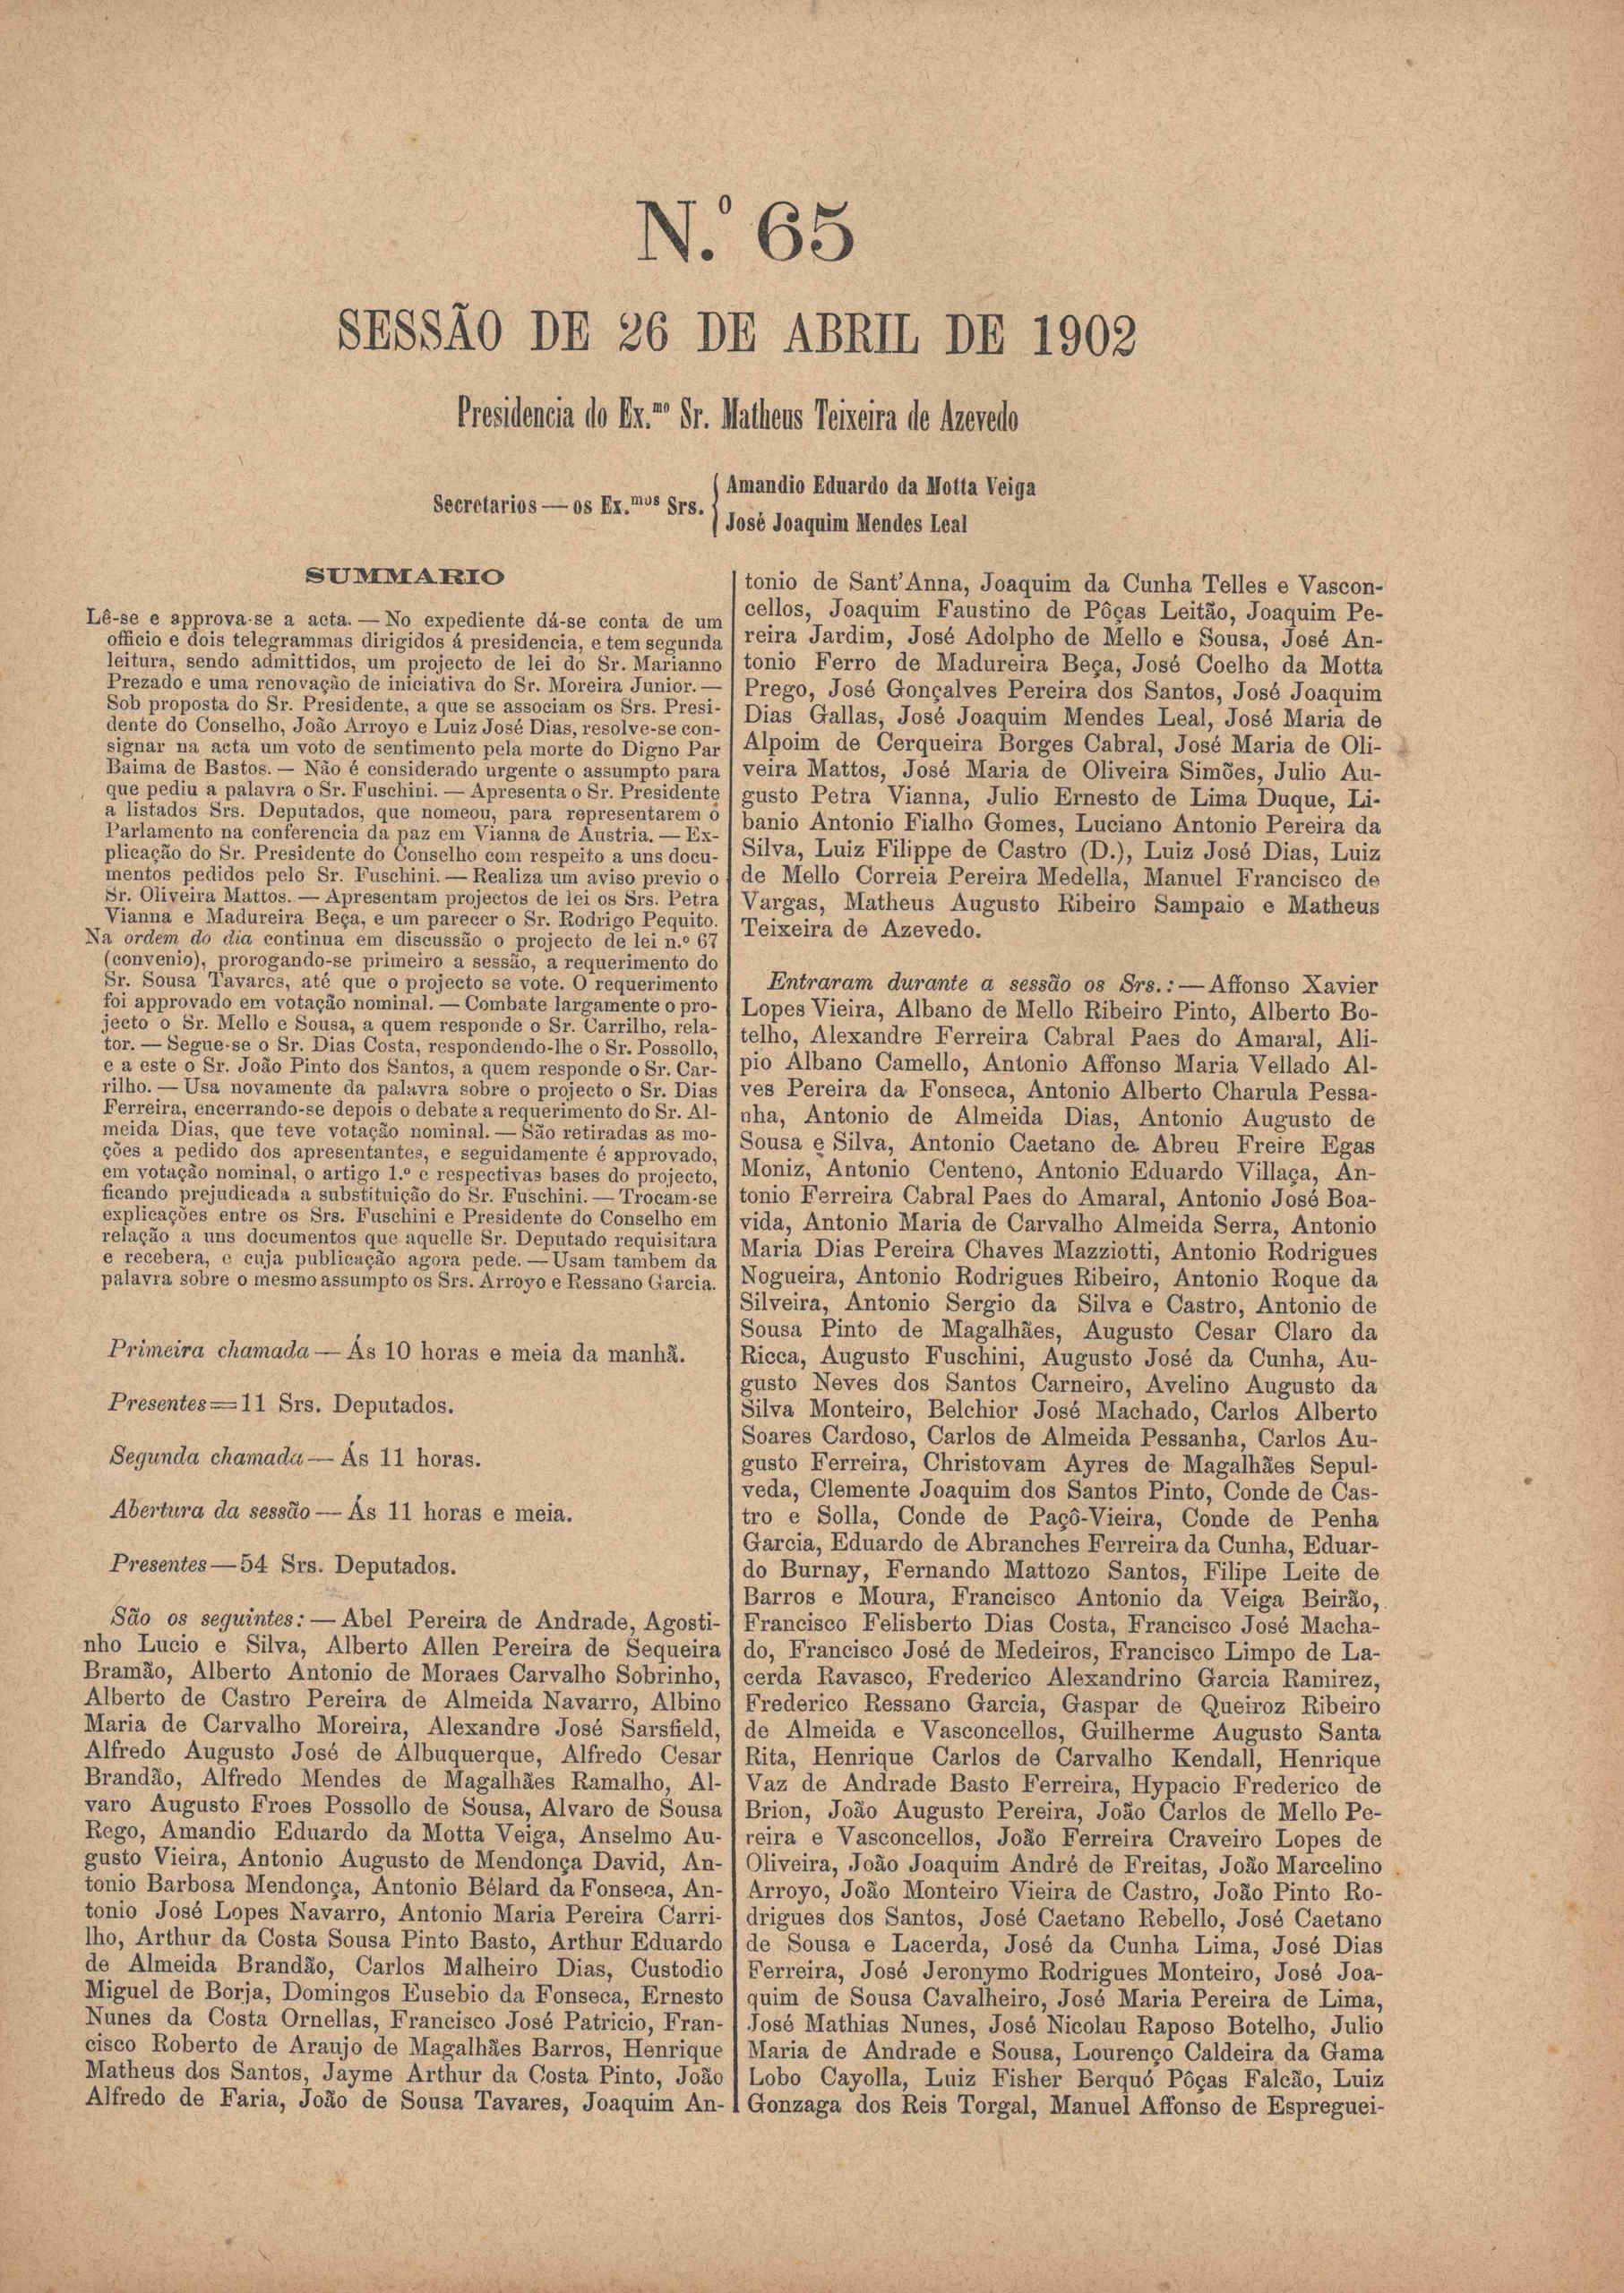 N.º 65
SESSÃO DE 26 DE ABRIL DE 1902
Presidencia do Ex.mo Sr. Matheus Teixeira de Azevedo
Secretarios — os Ex.mos Srs.
Amandio Eduardo da Motta Veiga
José Joaquim Mendes Leal
SUMMARIO
Lê-se e approva-se a acta. — No expediente dá-se conta de um
officio e dois telegrammas dirigidos á presidencia, e tem segunda
leitura, sendo admittidos, um projecto de lei do Sr. Marianno
Prezado e uma renovação de iniciativa do Sr. Moreira Junior. —
Sob proposta do Sr. Presidente, a que se associam os Srs. Presi-
dente do Conselho, João Arroyo e Luiz José Dias, resolve-se con-
signar na acta um voto de sentimento pela morte do Digno Par
Baima de Bastos. — Não é considerado urgente o assumpto para
que pediu a palavra o Sr. Fuschini. — Apresenta o Sr. Presidente
a listados Srs. Deputados, que nomeou, para representarem o
Parlamento na conferencia da paz em Vianna de Austria. — Ex-
plicação do Sr. Presidente do Conselho com respeito a uns docu-
mentos pedidos pelo Sr. Fuschini. — Realiza um aviso previo o
Sr. Oliveira Mattos. — Apresentam projectos de lei os Srs. Petra
Vianna e Madureira Beça, e um parecer o Sr. Rodrigo Pequito.
Na ordem do dia continua em discussão o projecto de lei n.º 67
(convenio), prorogando-se primeiro a sessão, a requerimento do
Sr. Sousa Tavares, até que o projecto se vote. O requerimento
foi approvado em votação nominal. — Combate largamente o pro-
jecto o Sr. Mello e Sousa, a quem responde o Sr. Carrilho, rela-
tor. — Segue-se o Sr. Dias Costa, respondendo-lhe o Sr. Possollo,
e a este o Sr. João Pinto dos Santos, a quem responde o Sr. Car-
rilho. — Usa novamente da palavra sobre o projecto o Sr. Dias
Ferreira, encerrando-se depois o debate a requerimento do Sr. Al-
meida Dias, que teve votação nominal. — São retiradas as mo-
ções a pedido dos apresentantes, e seguidamente é approvado,
em votação nominal, o artigo 1.º e respectivas bases do projecto,
ficando prejudicada a substituição do Sr. Fuschini. — Trocam-se
explicações entre os Srs. Fuschini e Presidente do Conselho em
relação a uns documentos que aquelle Sr. Deputado requisitara
e recebera, e cuja publicação agora pede. — Usam tambem da
palavra sobre o mesmo assumpto os Srs. Arroyo e Ressano Garcia.
Primeira chamada — Ás 10 horas e meia da manhã.
Presentes = 11 Srs. Deputados.
Segunda chamada — Ás 11 horas.
Abertura da sessão — Ás 11 horas e meia.
Presentes — 54 Srs. Deputados.
São os seguintes: — Abel Pereira de Andrade, Agosti-
nho Lucio e Silva, Alberto Allen Pereira de Sequeira
Bramão, Alberto Antonio de Moraes Carvalho Sobrinho,
Alberto de Castro Pereira de Almeida Navarro, Albino
Maria de Carvalho Moreira, Alexandre José Sarsfield,
Alfredo Augusto José de Albuquerque, Alfredo Cesar
Brandão, Alfredo Mendes de Magalhães Ramalho, Al-
varo Augusto Froes Possollo de Sousa, Alvaro de Sousa
Rego, Amandio Eduardo da Motta Veiga, Anselmo Au-
gusto Vieira, Antonio Augusto de Mendonça David, An-
tonio Barbosa Mendonça, Antonio Bélard da Fonseca, An-
tonio José Lopes Navarro, Antonio Maria Pereira Carri-
lho, Arthur da Costa Sousa Pinto Basto, Arthur Eduardo
de Almeida Brandão, Carlos Malheiro Dias, Custodio
Miguel de Borja, Domingos Eusebio da Fonseca, Ernesto
Nunes da Costa Ornellas, Francisco José Patricio, Fran-
cisco Roberto de Araujo de Magalhães Barros, Henrique
Matheus dos Santos, Jayme Arthur da Costa Pinto, João
Alfredo de Faria, João de Sousa Tavares, Joaquim An-
tonio de Sant'Anna, Joaquim da Cunha Telles e Vascon-
cellos, Joaquim Faustino de Pôças Leitão, Joaquim Pe-
reira Jardim, José Adolpho de Mello e Sousa, José An-
tonio Ferro de Madureira Beça, José Coelho da Motta
Prego, José Gonçalves Pereira dos Santos, José Joaquim
Dias Gallas, José Joaquim Mendes Leal, José Maria de
Alpoim de Cerqueira Borges Cabral, José Maria de Oli-
veira Mattos, José Maria de Oliveira Simões, Julio Au-
gusto Petra Vianna, Julio Ernesto de Lima Duque, Li-
banio Antonio Fialho Gomes, Luciano Antonio Pereira da
Silva, Luiz Filippe de Castro (D.), Luiz José Dias, Luiz
de Mello Correia Pereira Medella, Manuel Francisco de
Vargas, Matheus Augusto Ribeiro Sampaio e Matheus
Teixeira de Azevedo.
Entraram durante a sessão os Srs.: — Affonso Xavier
Lopes Vieira, Albano de Mello Ribeiro Pinto, Alberto Bo-
telho, Alexandre Ferreira Cabral Paes do Amaral, Ali-
pio Albano Camello, Antonio Affonso Maria Vellado Al-
ves Pereira da Fonseca, Antonio Alberto Charula Pessa-
nha, Antonio de Almeida Dias, Antonio Augusto de
Sousa e Silva, Antonio Caetano de Abreu Freire Egas
Moniz, Antonio Centeno, Antonio Eduardo Villaça, An-
tonio Ferreira Cabral Paes do Amaral, Antonio José Boa-
vida, Antonio Maria de Carvalho Almeida Serra, Antonio
Maria Dias Pereira Chaves Mazziotti, Antonio Rodrigues
Nogueira, Antonio Rodrigues Ribeiro, Antonio Roque da
Silveira, Antonio Sergio da Silva e Castro, Antonio de
Sousa Pinto de Magalhães, Augusto Cesar Claro da
Ricca, Augusto Fuschini, Augusto José da Cunha, Au-
gusto Neves dos Santos Carneiro, Avelino Augusto da
Silva Monteiro, Belchior José Machado, Carlos Alberto
Soares Cardoso, Carlos de Almeida Pessanha, Carlos Au-
gusto Ferreira, Christovam Ayres de Magalhães Sepul-
veda, Clemente Joaquim dos Santos Pinto, Conde de Cas-
tro e Solla, Conde de Paçô-Vieira, Conde de Penha
Garcia, Eduardo de Abranches Ferreira da Cunha, Eduar-
do Burnay, Fernando Mattozo Santos, Filipe Leite de
Barros e Moura, Francisco Antonio da Veiga Beirão,
Francisco Felisberto Dias Costa, Francisco José Macha-
do, Francisco José de Medeiros, Francisco Limpo de La-
cerda Ravasco, Frederico Alexandrino Garcia Ramirez,
Frederico Ressano Garcia, Gaspar de Queiroz Ribeiro
de Almeida e Vasconcellos, Guilherme Augusto Santa
Rita, Henrique Carlos de Carvalho Kendall, Henrique
Vaz de Andrade Basto Ferreira, Hypacio Frederico de
Brion, João Augusto Pereira, João Carlos de Mello Pe-
reira e Vasconcellos, João Ferreira Craveiro Lopes de
Oliveira, João Joaquim André de Freitas, João Marcelino
Arroyo, João Monteiro Vieira de Castro, João Pinto Ro-
drigues dos Santos, José Caetano Rebello, José Caetano
de Sousa e Lacerda, José da Cunha Lima, José Dias
Ferreira, José Jeronymo Rodrigues Monteiro, José Joa-
quim de Sousa Cavalheiro, José Maria Pereira de Lima,
José Mathias Nunes, José Nicolau Raposo Botelho, Julio
Maria de Andrade e Sousa, Lourenço Caldeira da Gama
Lobo Cayolla, Luiz Fisher Berquó Pôças Falcão, Luiz
Gonzaga dos Reis Torgal, Manuel Affonso de Espreguei-